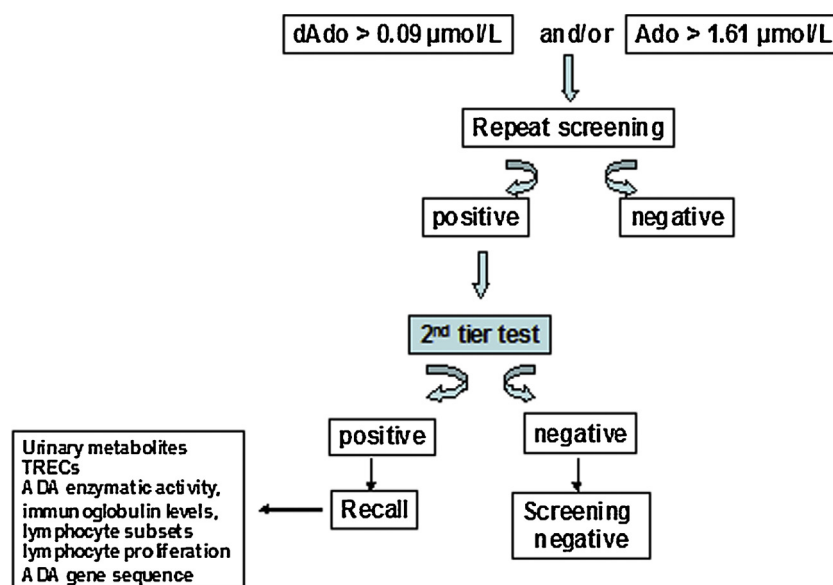 dAdo > 0.09 µmol/L and/or Ado > 1.61 µmol/L
Repeat screening
positive negative
2nd tier test
positive negative
Recall
Screening
negative
Urinary metabolites
TRECs
ADA enzymatic activity,
immunoglobulin levels,
lymphocyte subsets
lymphocyte proliferation
ADA gene sequence